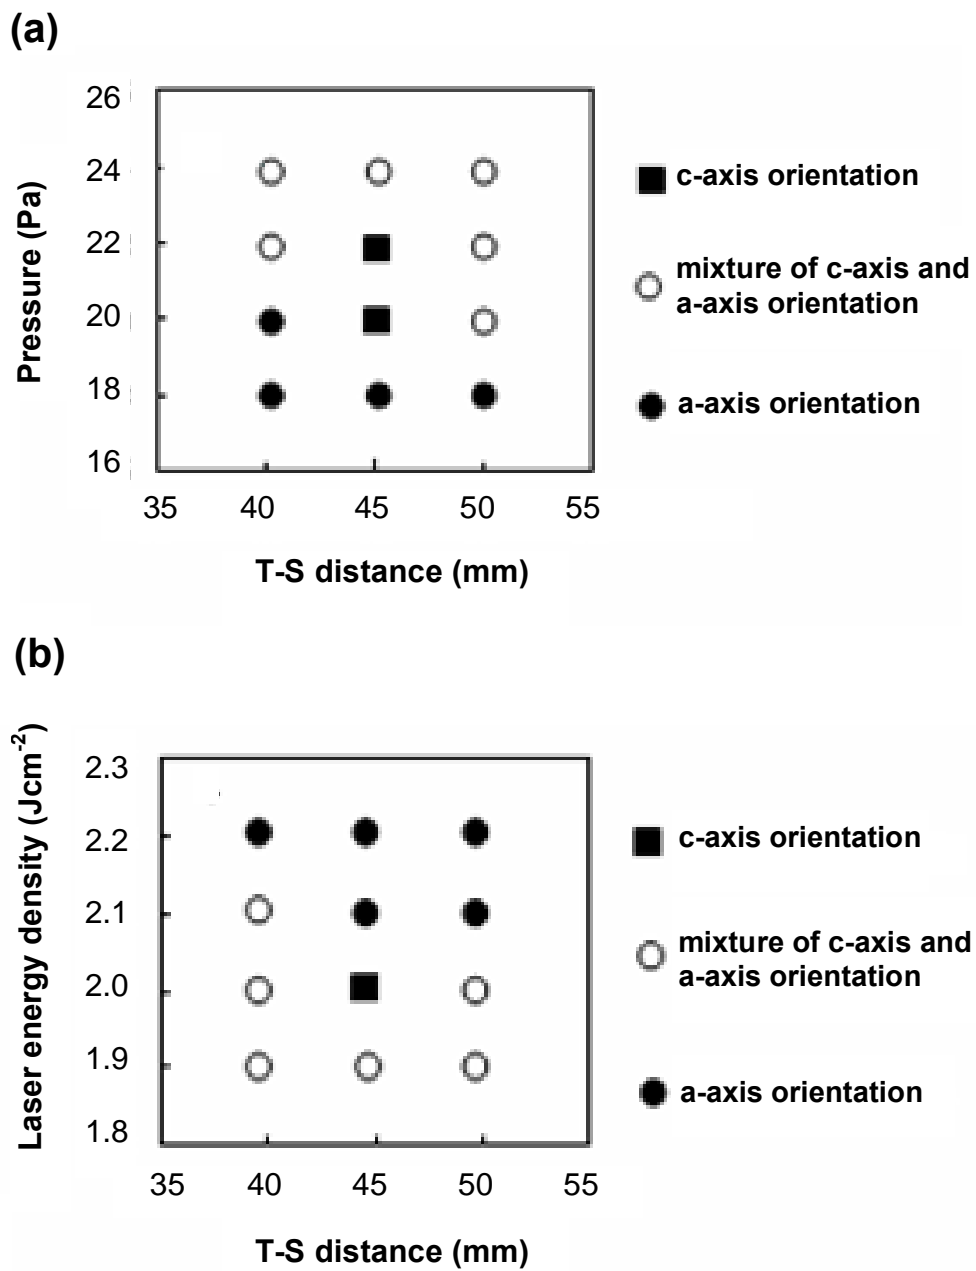 (a)
Pressure (Pa)
26
24
22
20
18
16
35 40 45 50 55
T-S distance (mm)
c-axis orientation
mixture of c-axis and
a-axis orientation
a-axis orientation
(b)
Laser energy density (Jcm-2)
2.3
2.2
2.1
2.0
1.9
1.8
35 40 45 50 55
T-S distance (mm)
c-axis orientation
mixture of c-axis and
a-axis orientation
a-axis orientation